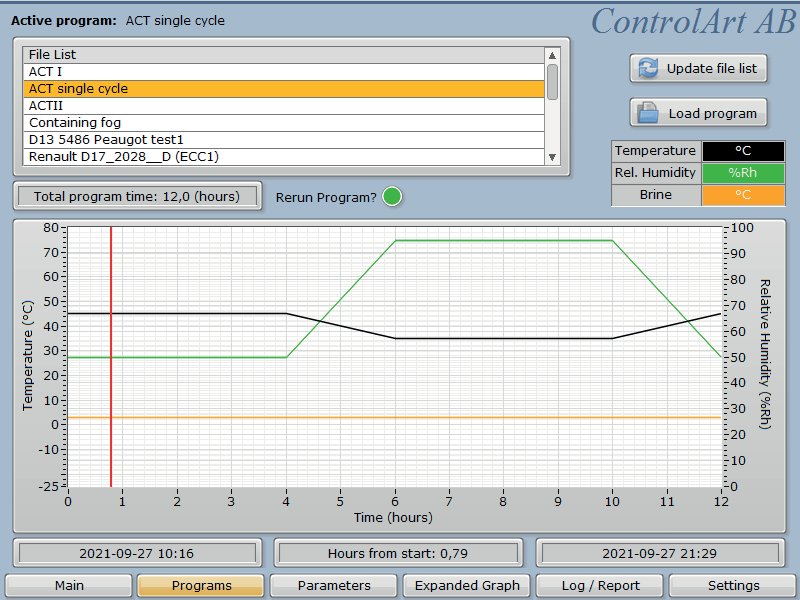 Active program: ACT single cycle
ControlArt AB
File List
ACT I
ACT single cycle
ACTII
Containing fog
D13 5486 Peaugot test1
Renault D17_2028__D (ECC1)
Update file list
Load program
Temperature °C
Rel. Humidity %Rh
Brine °C
Total program time: 12,0 (hours)
Rerun Program?
80
70
60
50
40
30
20
10
0
-10
-25
Temperature (°C)
100
90
80
70
60
50
40
30
20
10
0
Relative Humidity (%Rh)
0 1 2 3 4 5 6 7 8 9 10 11 12
Time (hours)
2021-09-27 10:16
Hours from start: 0,79
2021-09-27 21:29
Main
Programs
Parameters
Expanded Graph
Log / Report
Settings